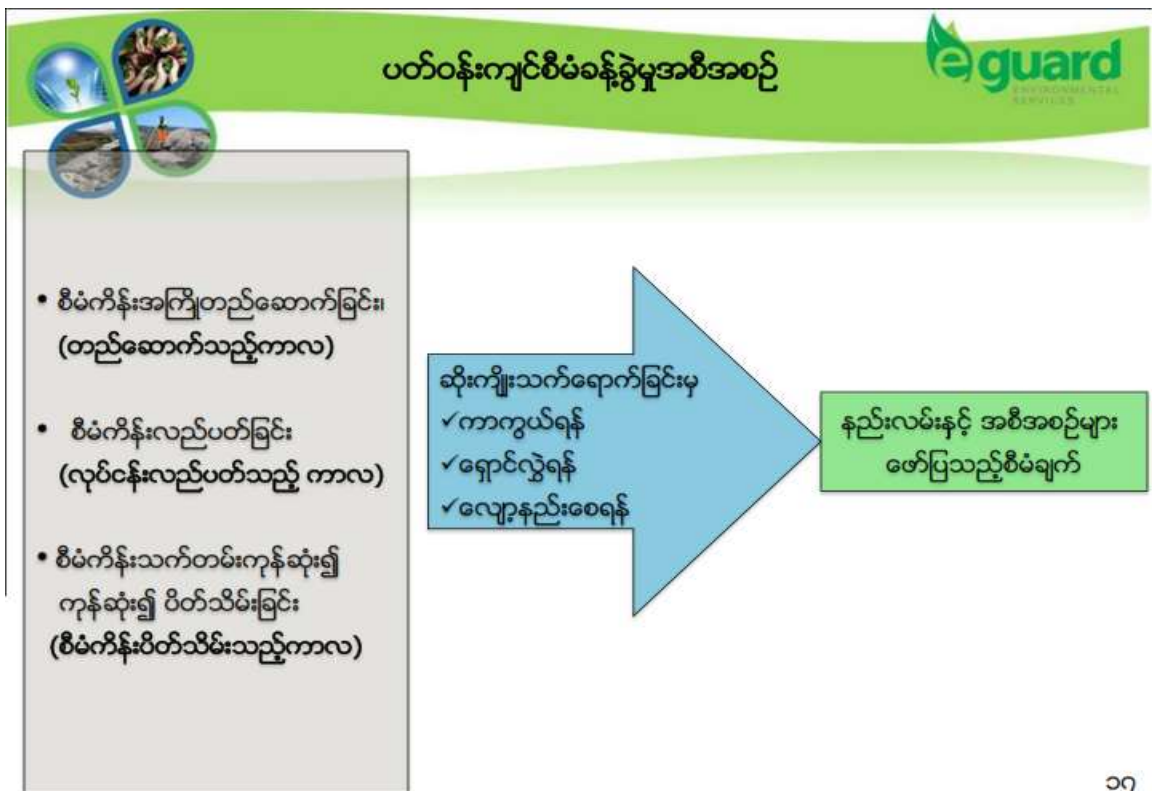 ပတ်ဝန်းကျင်စီမံခန့်ခွဲမှုအစီအစဉ်
eguard
ENVIRONMENTAL
SERVICES
• စီမံကိန်းအကြိုတည်ဆောက်ခြင်း၊
(တည်ဆောက်သည့်ကာလ)
• စီမံကိန်းလည်ပတ်ခြင်း
(လုပ်ငန်းလည်ပတ်သည့် ကာလ)
• စီမံကိန်းသက်တမ်းကုန်ဆုံး၍
ကုန်ဆုံး၍ ပိတ်သိမ်းခြင်း
(စီမံကိန်းပိတ်သိမ်းသည့်ကာလ)
ဆိုးကျိုးသက်ရောက်ခြင်းမှ
✓ကာကွယ်ရန်
✓ရှောင်လွှဲရန်
✓လျော့နည်းစေရန်
နည်းလမ်းနှင့် အစီအစဉ်များ
ဖော်ပြသည့်စီမံချက်
၁၇